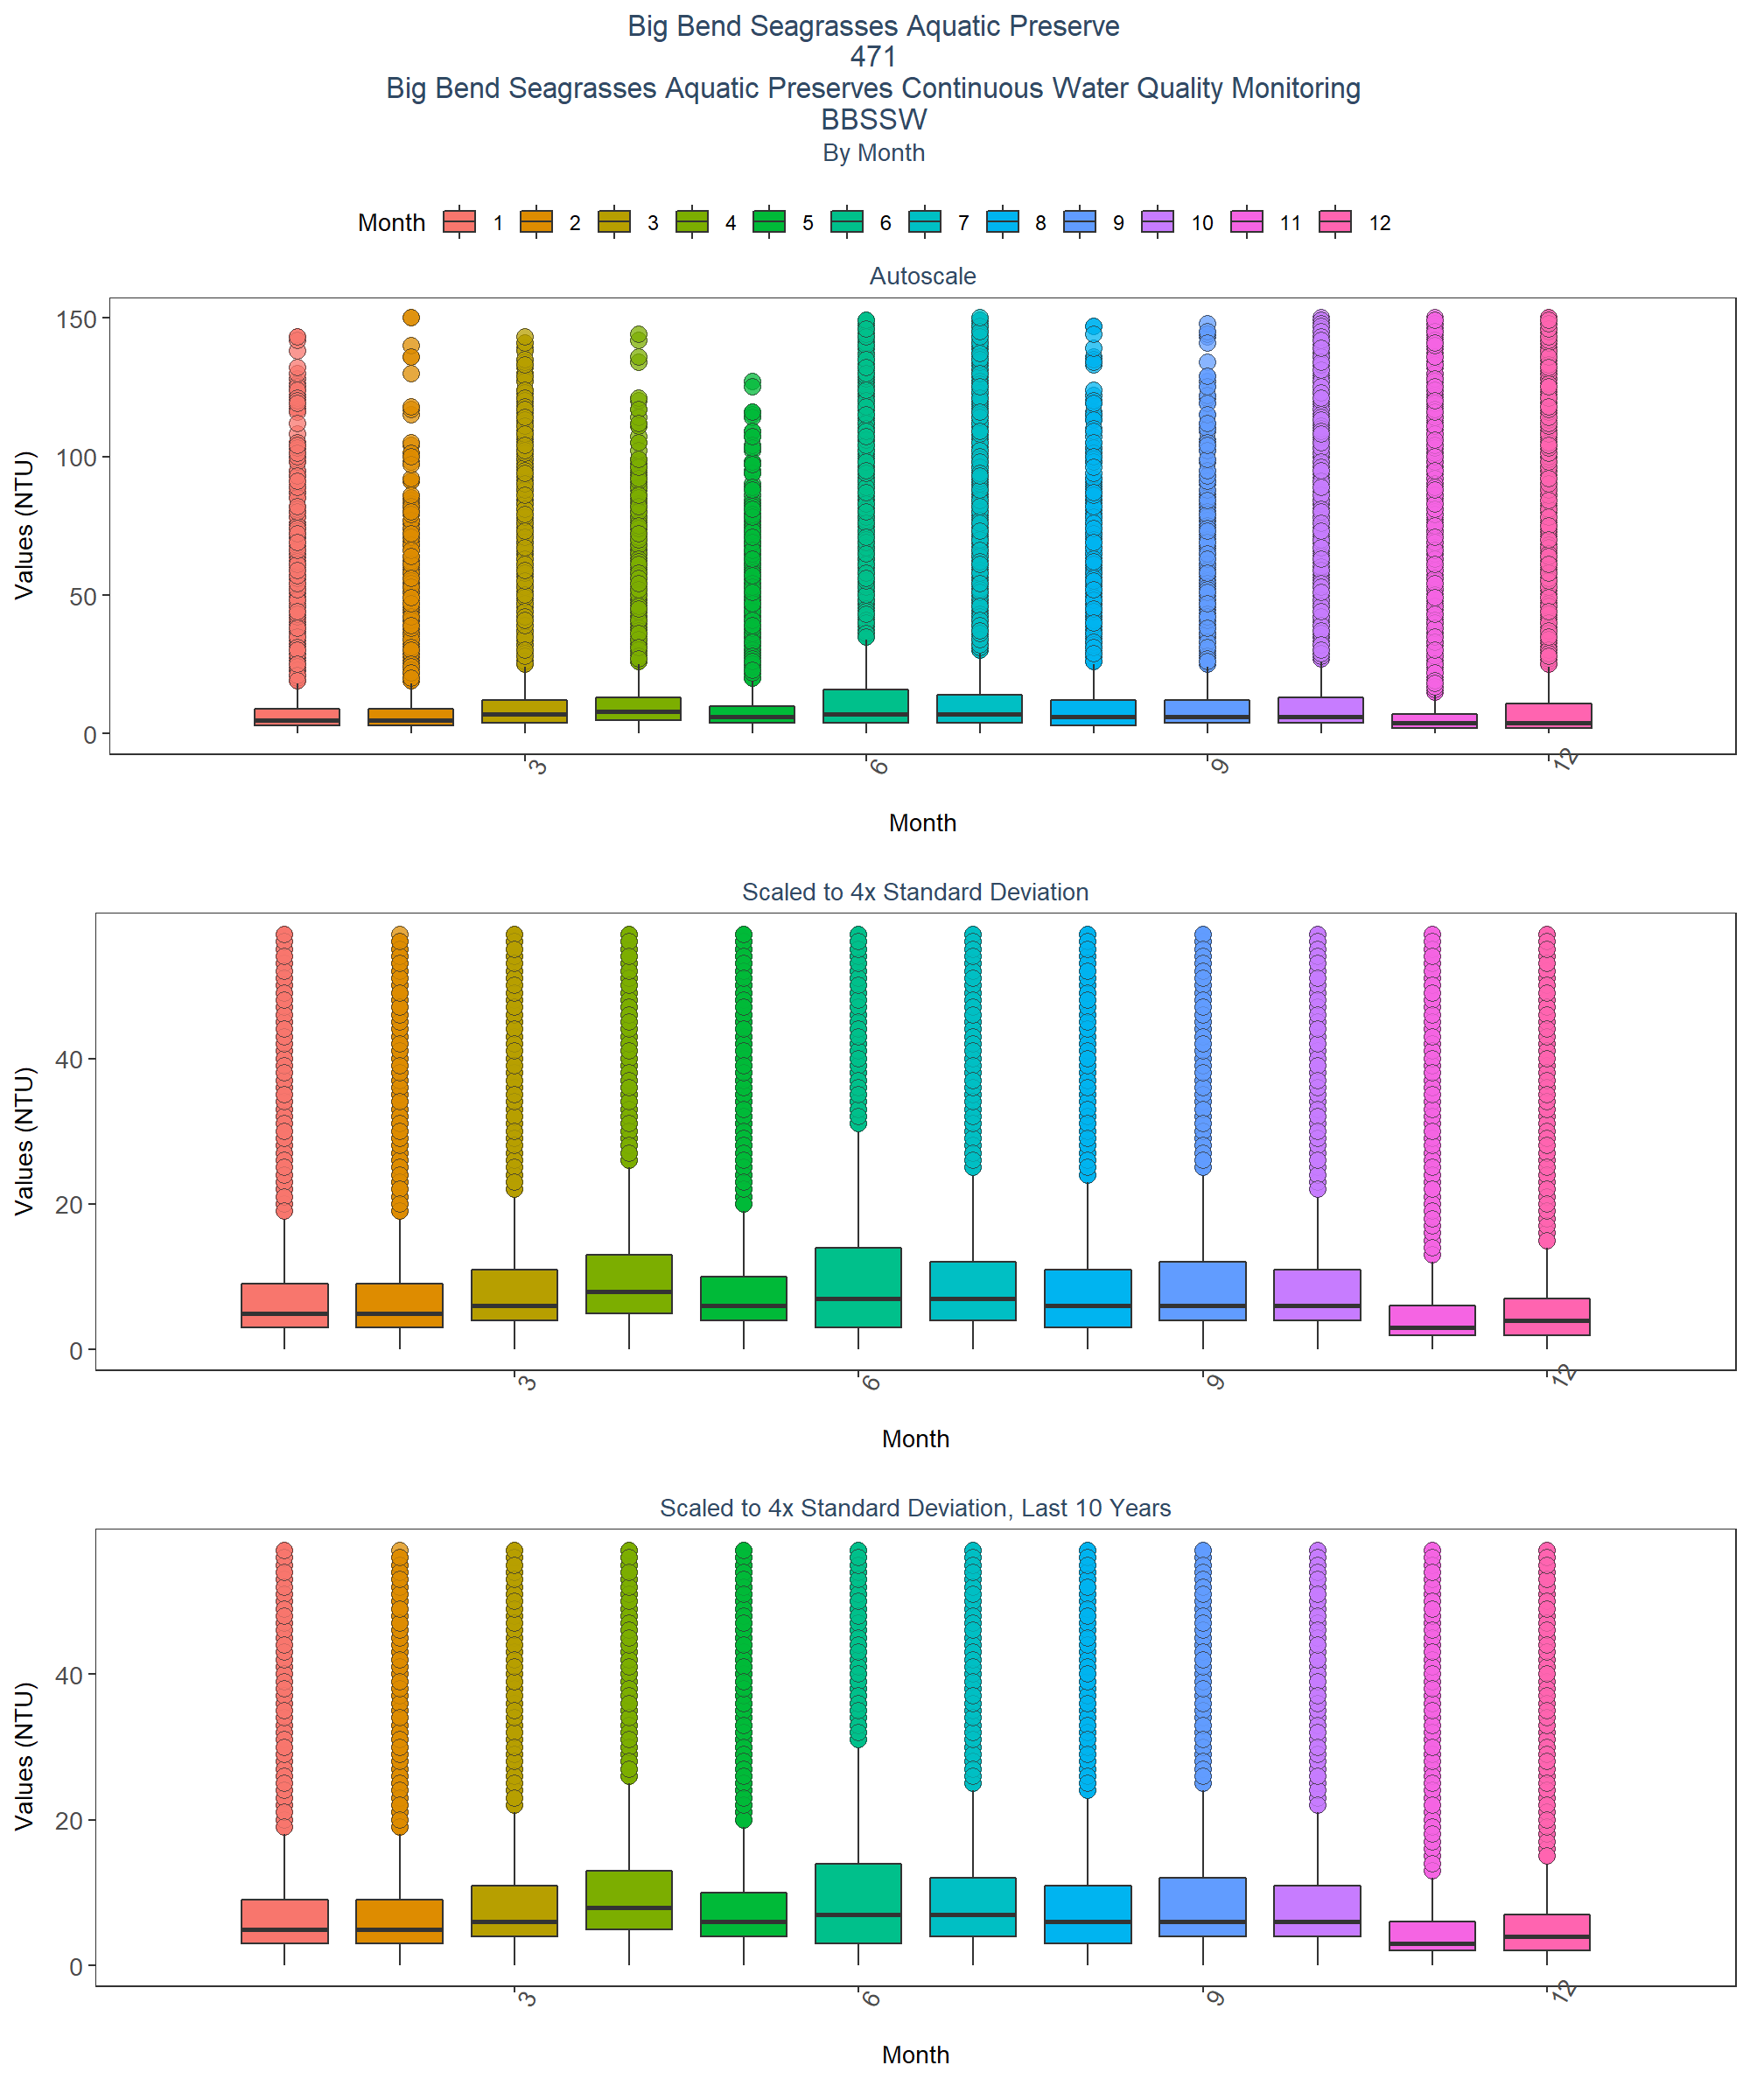 Big Bend Seagrasses Aquatic Preserve
471
Big Bend Seagrasses Aquatic Preserves Continuous Water Quality Monitoring
BBSSW
By Month
Month 1 2 3 4 5 6 7 8 9 10 11 12
Autoscale
Values (NTU)
150
100
50
0
3 6 9 12
Month
Scaled to 4x Standard Deviation
Values (NTU)
40
20
0
3 6 9 12
Month
Scaled to 4x Standard Deviation, Last 10 Years
Values (NTU)
40
20
0
3 6 9 12
Month